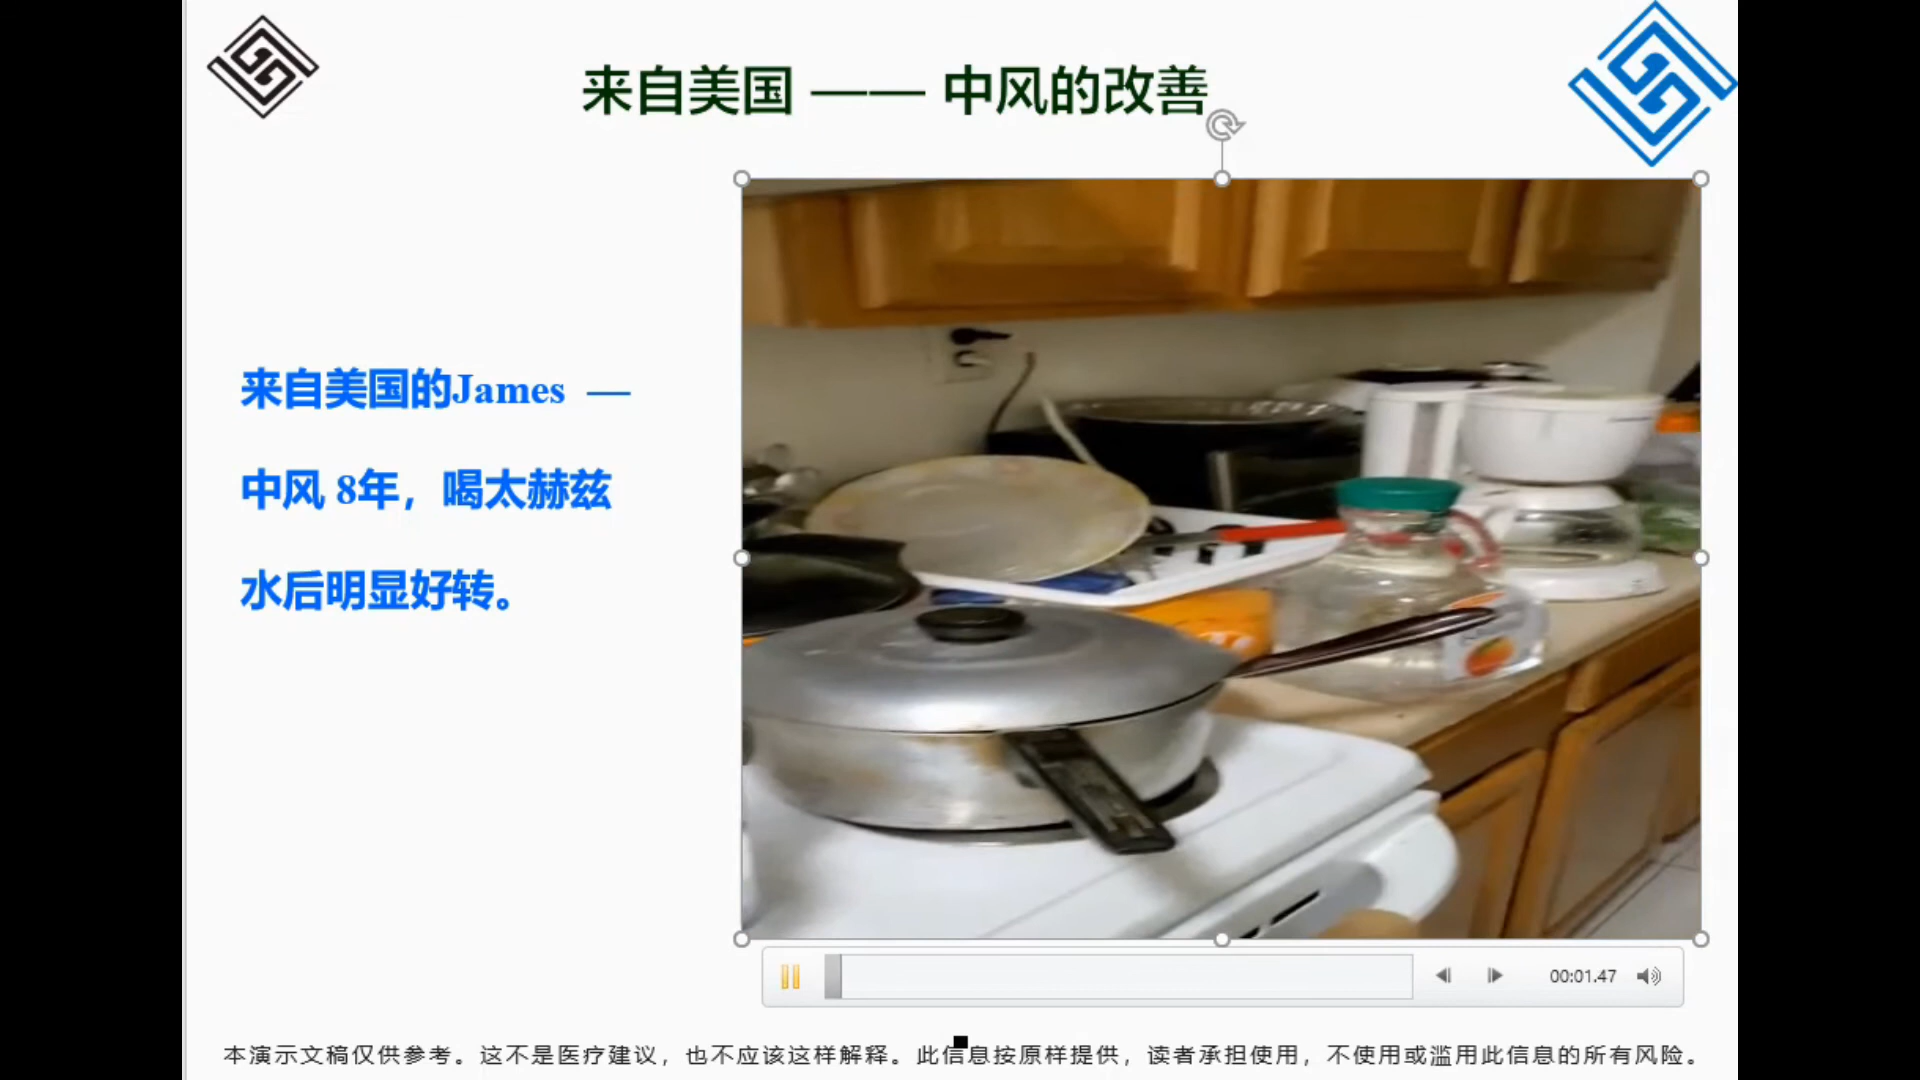 来自美国 —— 中风的改善
来自美国的James —
中风 8年，喝太赫兹
水后明显好转。
00:01.47
本演示文稿仅供参考。这不是医疗建议，也不应该这样解释。此信息按原样提供，读者承担使用，不使用或滥用此信息的所有风险。